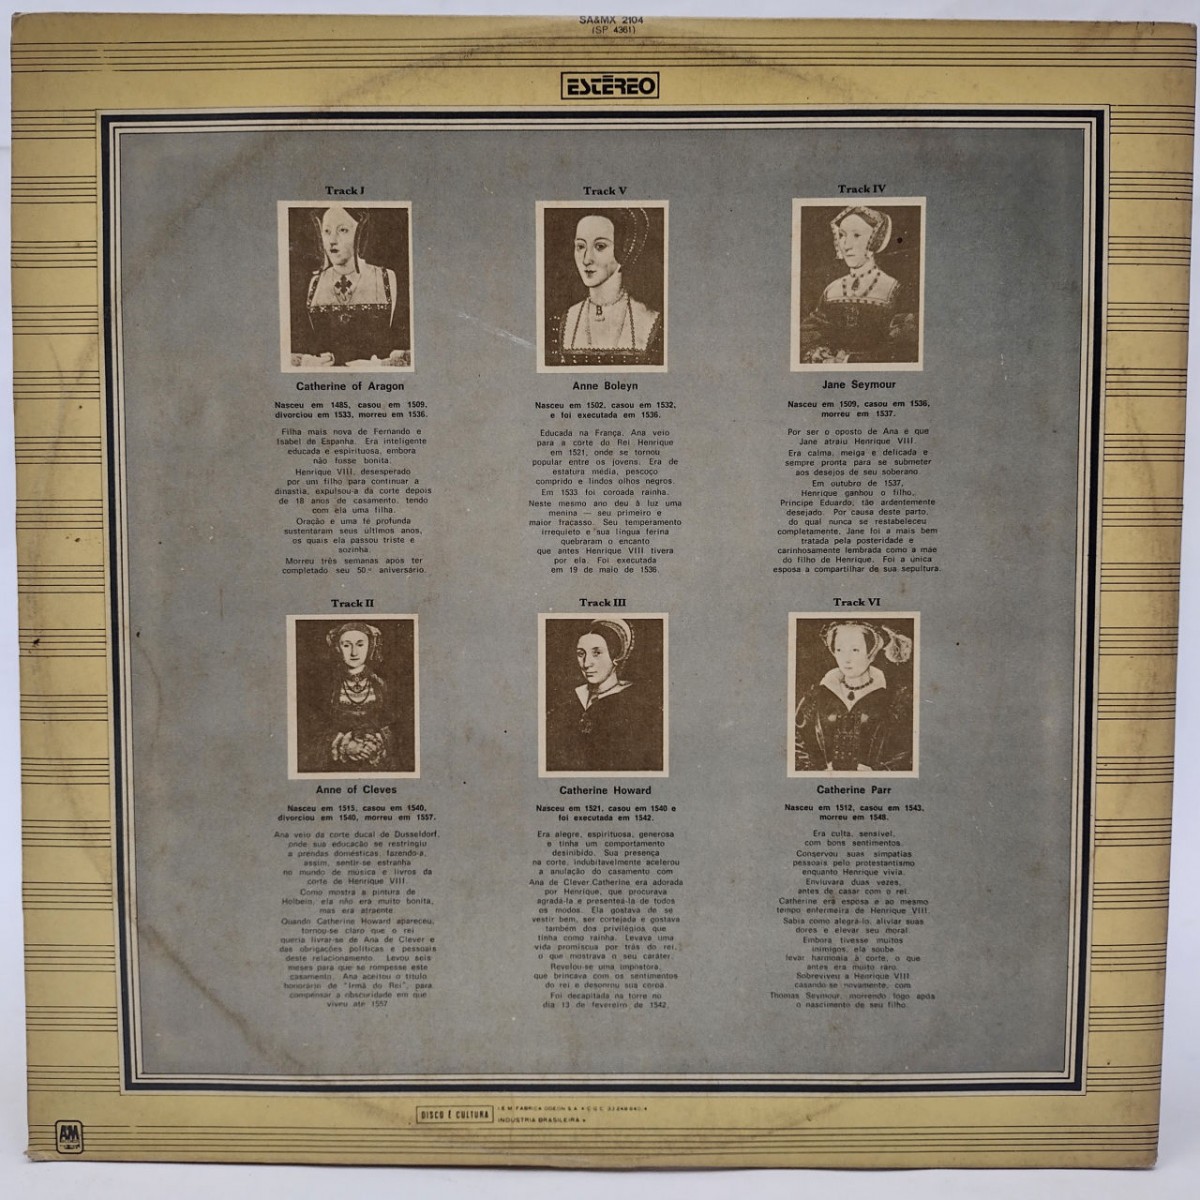 SA&MX 2104
(SP 4361)
ESTÉREO
Track I
Catherine of Aragon
Nasceu em 1485, casou em 1509,
divorciou em 1533, morreu em 1536.
Filha mais nova de Fernando e
Isabel de Espanha. Era inteligente
educada e espirituosa, embora
não fosse bonita.
Henrique VIII, desesperado
por um filho para continuar a
dinastia, expulsou-a da corte depois
de 18 anos de casamento, tendo
com ela uma filha.
Oração e uma fé profunda
sustentaram seus últimos anos,
os quais ela passou triste e
sozinha.
Morreu três semanas após ter
completado seu 50º aniversário.
Track V
Anne Boleyn
Nasceu em 1502, casou em 1532,
e foi executada em 1536.
Educada na França, Ana veio
para a corte do Rei Henrique
em 1521, onde se tornou
popular entre os jovens. Era de
estatura média, pescoço
comprido e lindos olhos negros.
Em 1533 foi coroada rainha.
Neste mesmo ano deu à luz uma
menina — seu primeiro e
maior fracasso. Seu temperamento
irrequieto e sua língua ferina
quebraram o encanto
que antes Henrique VIII tivera
por ela. Foi executada
em 19 de maio de 1536.
Track IV
Jane Seymour
Nasceu em 1509, casou em 1536,
morreu em 1537.
Por ser o oposto de Ana é que
Jane atraiu Henrique VIII.
Era calma, meiga e delicada e
sempre pronta para se submeter
aos desejos de seu soberano.
Em outubro de 1537,
Henrique ganhou o filho,
Príncipe Eduardo, tão ardentemente
desejado. Por causa deste parto,
do qual nunca se restabeleceu
completamente, Jane foi a mais bem
tratada pela posteridade e
carinhosamente lembrada como a mãe
do filho de Henrique. Foi a única
esposa a compartilhar de sua sepultura.
Track II
Anne of Cleves
Nasceu em 1515, casou em 1540,
divorciou em 1540, morreu em 1557.
Ana veio da corte ducal de Dusseldorf,
onde sua educação se restringiu
a prendas domésticas, fazendo-a,
assim, sentir-se estranha
no mundo de música e livros da
corte de Henrique VIII.
Como mostra a pintura de
Holbein, ela não era muito bonita,
mas era atraente.
Quando Catherine Howard apareceu,
tornou-se claro que o rei
queria livrar-se de Ana de Clever e
das obrigações políticas e pessoais
deste relacionamento. Levou seis
meses para que se rompesse este
casamento. Ana aceitou o título
honorário de "Irmã do Rei", para
compensar a obscuridade em que
viveu até 1557.
Track III
Catherine Howard
Nasceu em 1521, casou em 1540 e
foi executada em 1542.
Era alegre, espirituosa, generosa
e tinha um comportamento
desinibido. Sua presença
na corte, indubitavelmente acelerou
a anulação do casamento com
Ana de Clever.Catherine era adorada
por Henrique, que procurava
agradá-la e presenteá-la de todos
os modos. Ela gostava de se
vestir bem, ser cortejada e gostava
também dos privilégios que
tinha como rainha. Levava uma
vida promíscua por trás do rei,
o que mostrava o seu caráter.
Revelou-se uma impostora,
que brincava com os sentimentos
do rei e desonrou sua coroa.
Foi decapitada na torre no
dia 13 de fevereiro de 1542.
Track VI
Catherine Parr
Nasceu em 1512, casou em 1543,
morreu em 1548.
Era culta, sensível,
com bons sentimentos.
Conservou suas simpatias
pessoais pelo protestantismo
enquanto Henrique vivia.
Enviuvara duas vezes,
antes de casar com o rei.
Catherine era esposa e ao mesmo
tempo enfermeira de Henrique VIII.
Sabia como alegrá-lo, aliviar suas
dores e elevar seu moral.
Embora tivesse muitos
inimigos, ela soube
levar harmonia à corte, o que
antes era muito raro.
Sobreviveu a Henrique VIII
casando-se novamente, com
Thomas Seymour, morrendo logo após
o nascimento de seu filho.
A&M
DISCO É CULTURA
FABRICA ODEON S.A.
INDUSTRIA BRASILEIRA